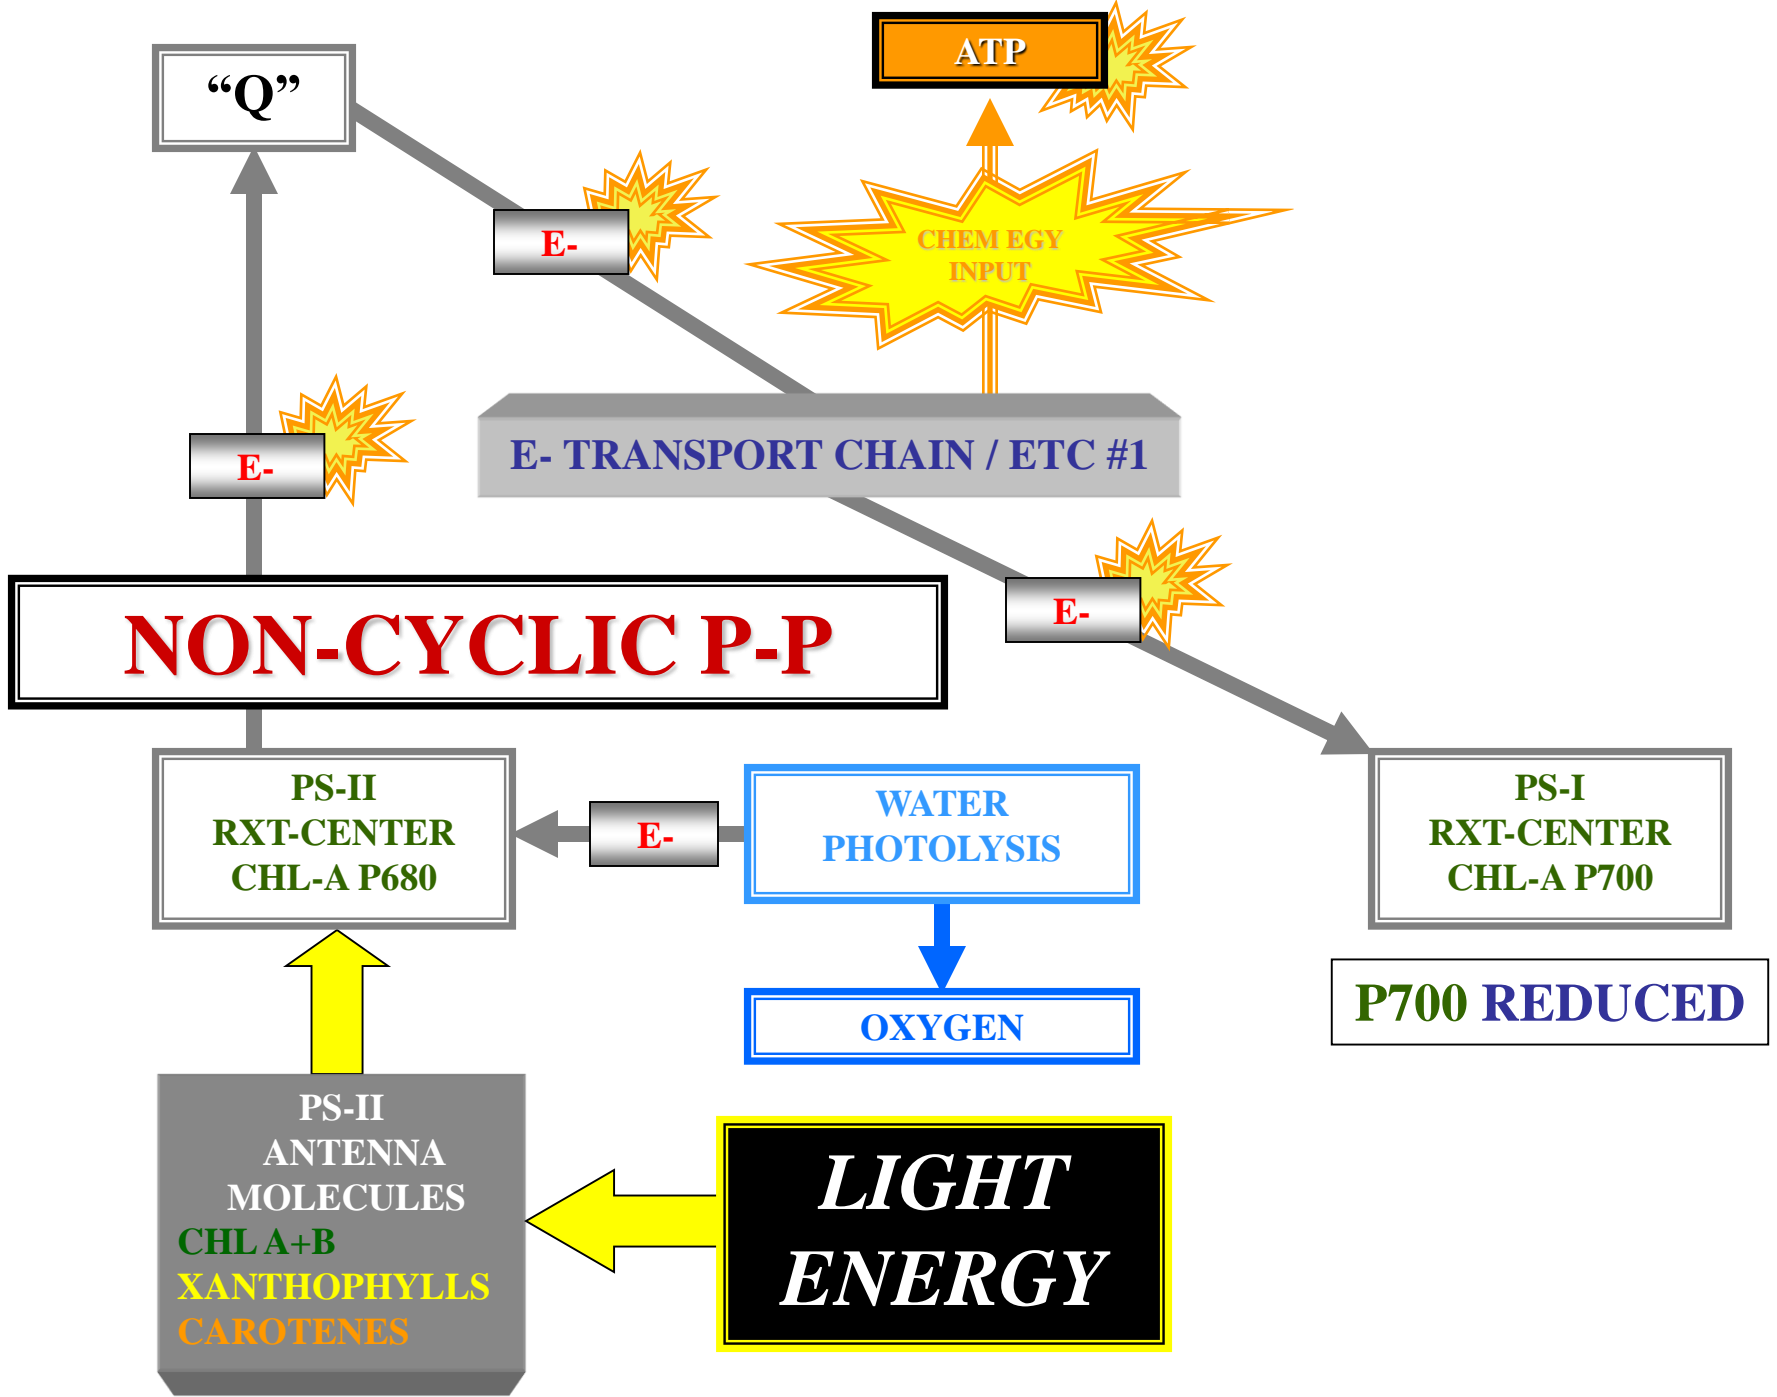 “Q”
ATP
E-
CHEM EGY
INPUT
E-
E- TRANSPORT CHAIN / ETC #1
E-
NON-CYCLIC P-P
PS-II
RXT-CENTER
CHL-A P680
E-
WATER
PHOTOLYSIS
PS-I
RXT-CENTER
CHL-A P700
OXYGEN
P700 REDUCED
PS-II
ANTENNA
MOLECULES
CHL A+B
XANTHOPHYLLS
CAROTENES
LIGHT
ENERGY